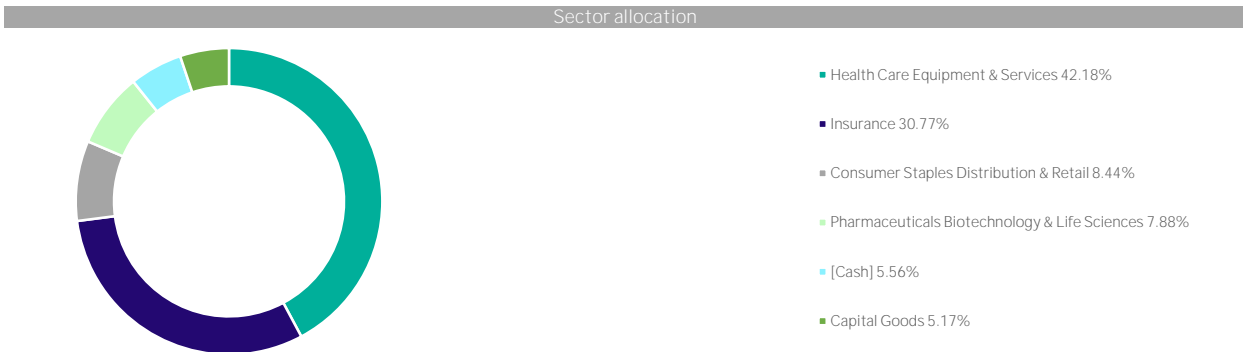 Sector allocation
Health Care Equipment & Services 42.18%
Insurance 30.77%
Consumer Staples Distribution & Retail 8.44%
Pharmaceuticals Biotechnology & Life Sciences 7.88%
[Cash] 5.56%
Capital Goods 5.17%